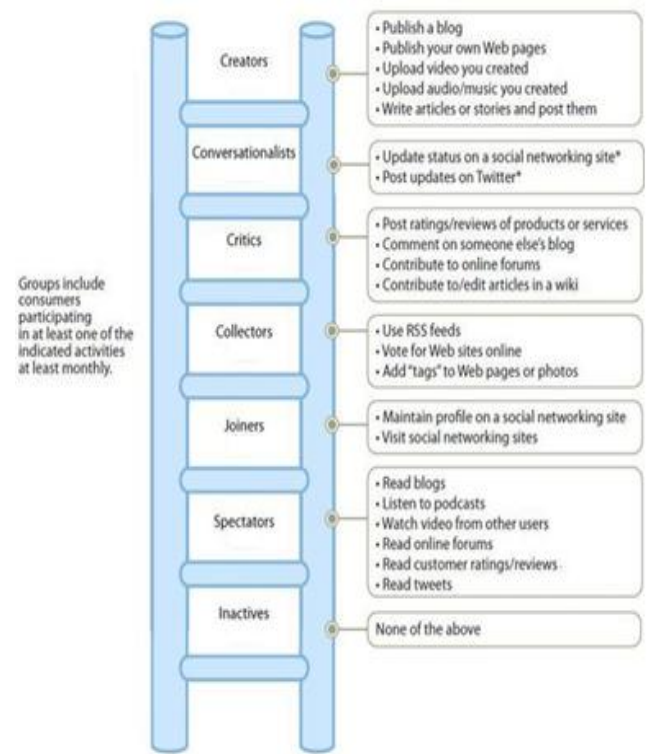 Creators
• Publish a blog
• Publish your own Web pages
• Upload video you created
• Upload audio/music you created
• Write articles or stories and post them
Conversationalists
• Update status on a social networking site*
• Post updates on Twitter*
Critics
• Post ratings/reviews of products or services
• Comment on someone else's blog
• Contribute to online forums
• Contribute to/edit articles in a wiki
Groups include
consumers
participating
in at least one of the
indicated activities
at least monthly.
Collectors
• Use RSS feeds
• Vote for Web sites online
• Add "tags" to Web pages or photos
Joiners
• Maintain profile on a social networking site
• Visit social networking sites
Spectators
• Read blogs
• Listen to podcasts
• Watch video from other users
• Read online forums
• Read customer ratings/reviews
• Read tweets
Inactives
None of the above